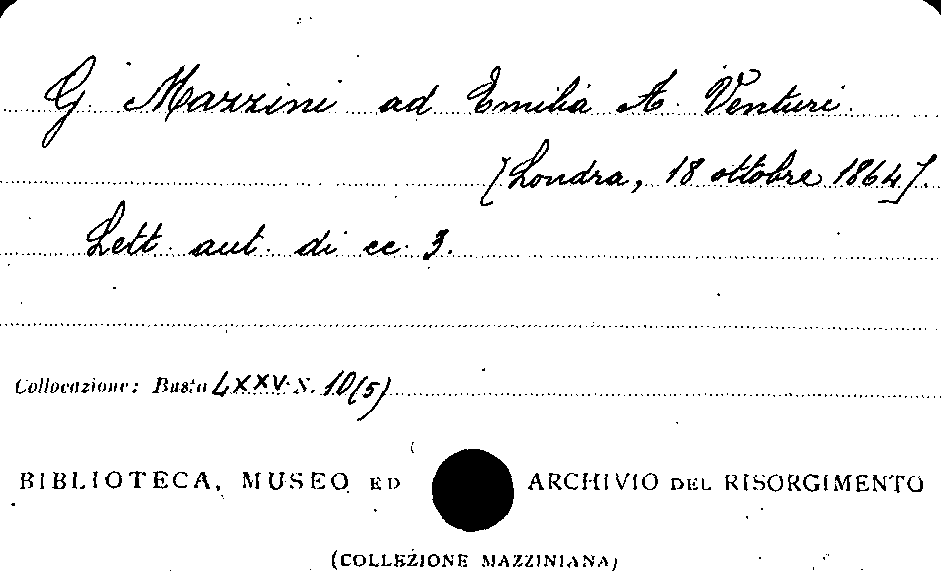 G. Mazzini ad Emilia A. Venturi.
[Londra, 18 ottobre 1864].
Lett. aut. di cc. 3.
Collocazione: Busta LXXV. N. 10(5)
BIBLIOTECA, MUSEO ED ARCHIVIO DEL RISORGIMENTO
(COLLEZIONE MAZZINIANA)